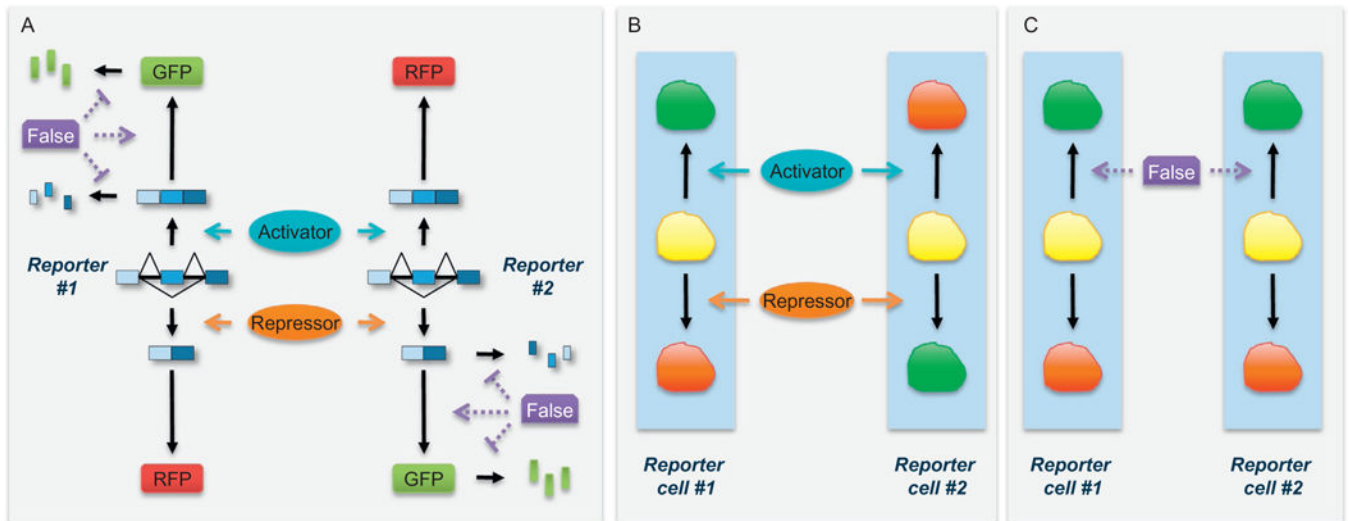 A
GFP
RFP
False
Activator
Reporter
#1
Reporter
#2
Repressor
False
RFP
GFP
B
Activator
Repressor
Reporter
cell #1
Reporter
cell #2
C
False
Reporter
cell #1
Reporter
cell #2